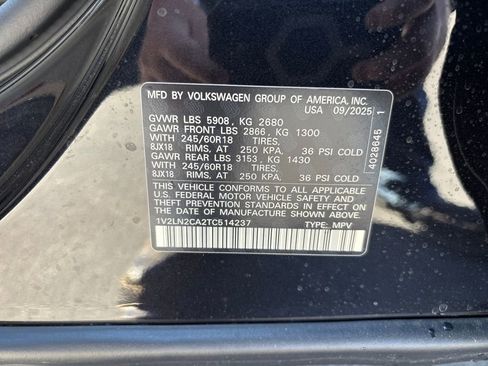 MFD BY VOLKSWAGEN GROUP OF AMERICA, INC.
USA 09/2025
GVWR LBS 5908, KG 2680
GAWR FRONT LBS 2866, KG 1300
WITH 245/60R18 TIRES,
8JX18 RIMS, AT 250 KPA, 36 PSI COLD
GAWR REAR LBS 3153, KG 1430
WITH 245/60R18 TIRES,
8JX18 RIMS, AT 250 KPA, 36 PSI COLD
THIS VEHICLE CONFORMS TO ALL APPLICABLE
U.S. FEDERAL MOTOR VEHICLE SAFETY AND
THEFT PREVENTION STANDARDS IN EFFECT ON
THE DATE OF MANUFACTURE SHOWN ABOVE.
1V2LN2CA2TC514237 TYPE: MPV
4028645 1